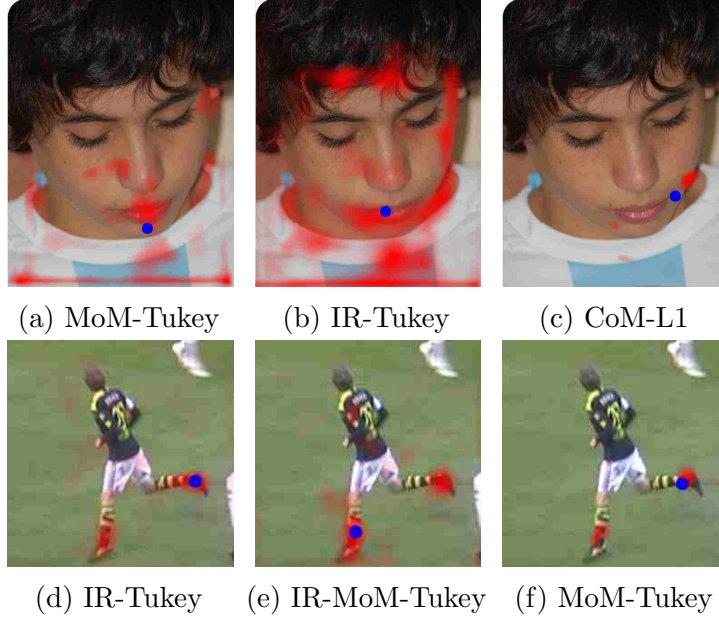 (a) MoM-Tukey
(b) IR-Tukey
(c) CoM-L1
(d) IR-Tukey
(e) IR-MoM-Tukey
(f) MoM-Tukey